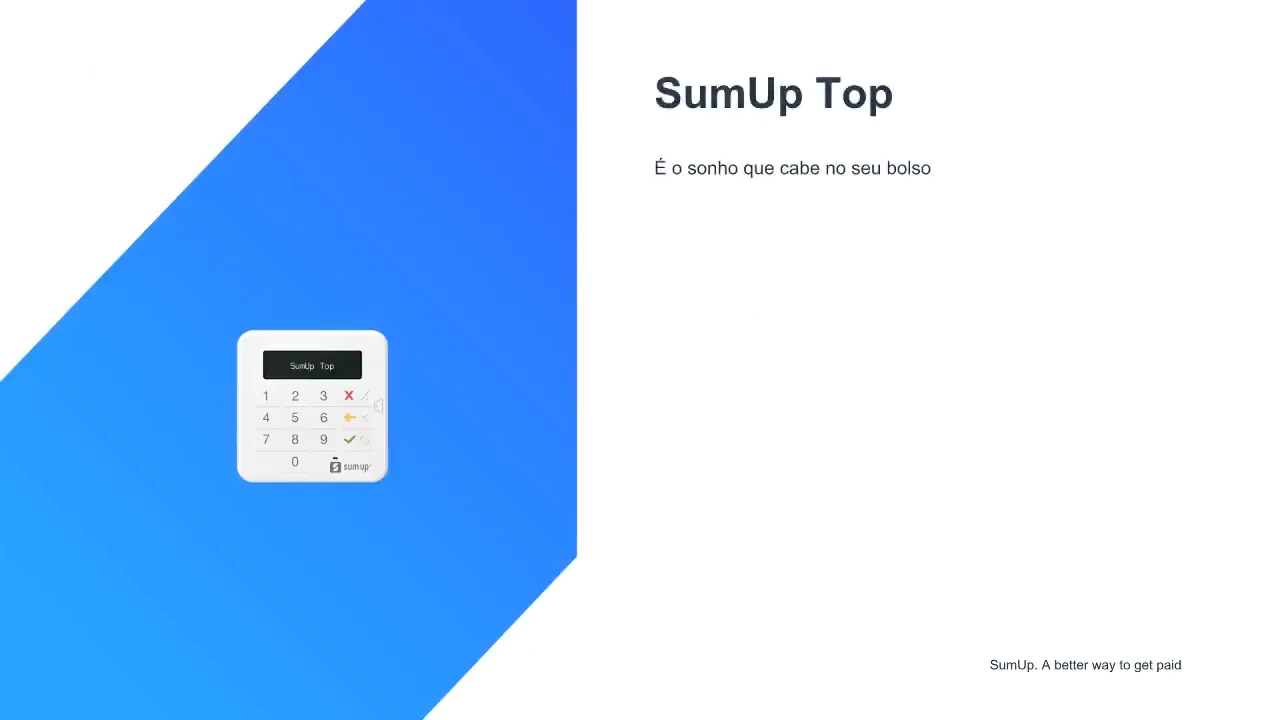 SumUp Top
É o sonho que cabe no seu bolso
SumUp Top
1 2 3 X
4 5 6
7 8 9
0 sumup
SumUp. A better way to get paid